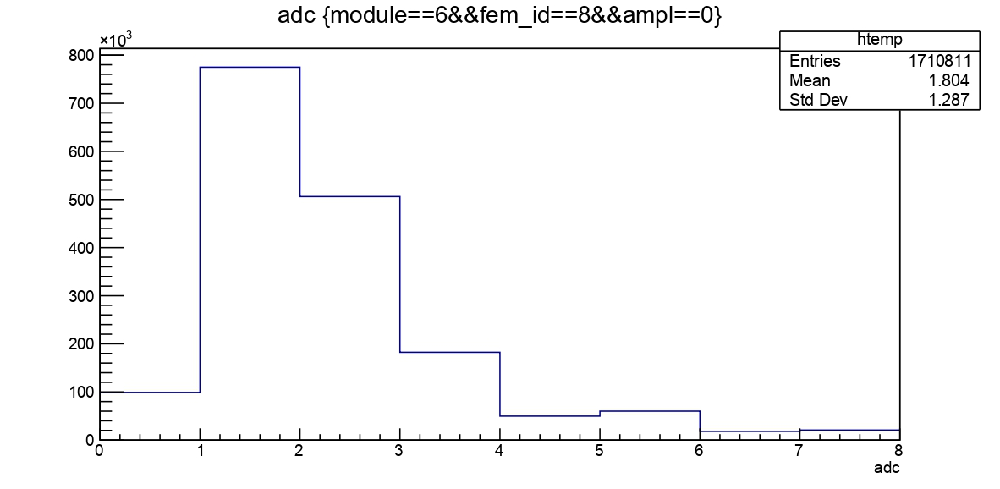 adc {module==6&&fem_id==8&&ampl==0}
×10³
htemp
Entries 1710811
Mean 1.804
Std Dev 1.287
800
700
600
500
400
300
200
100
0
0 1 2 3 4 5 6 7 8
adc